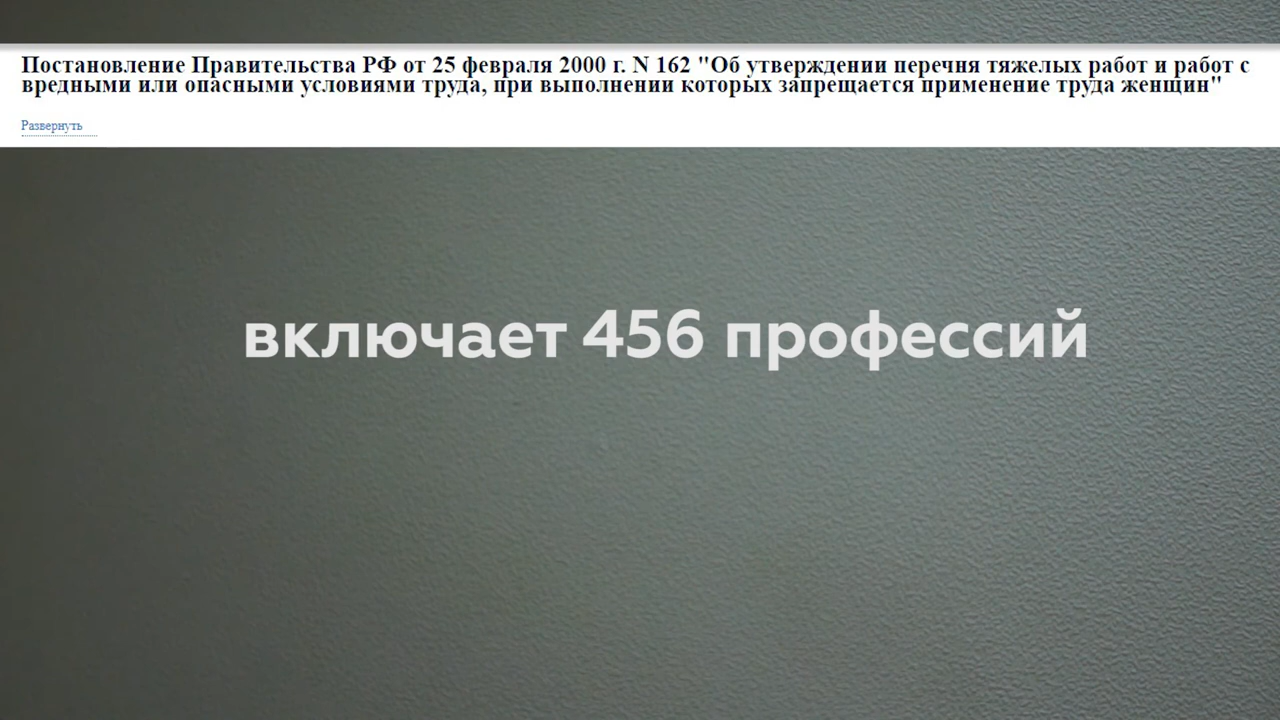 Постановление Правительства РФ от 25 февраля 2000 г. N 162 "Об утверждении перечня тяжелых работ и работ с
вредными или опасными условиями труда, при выполнении которых запрещается применение труда женщин"
Развернуть
включает 456 профессий